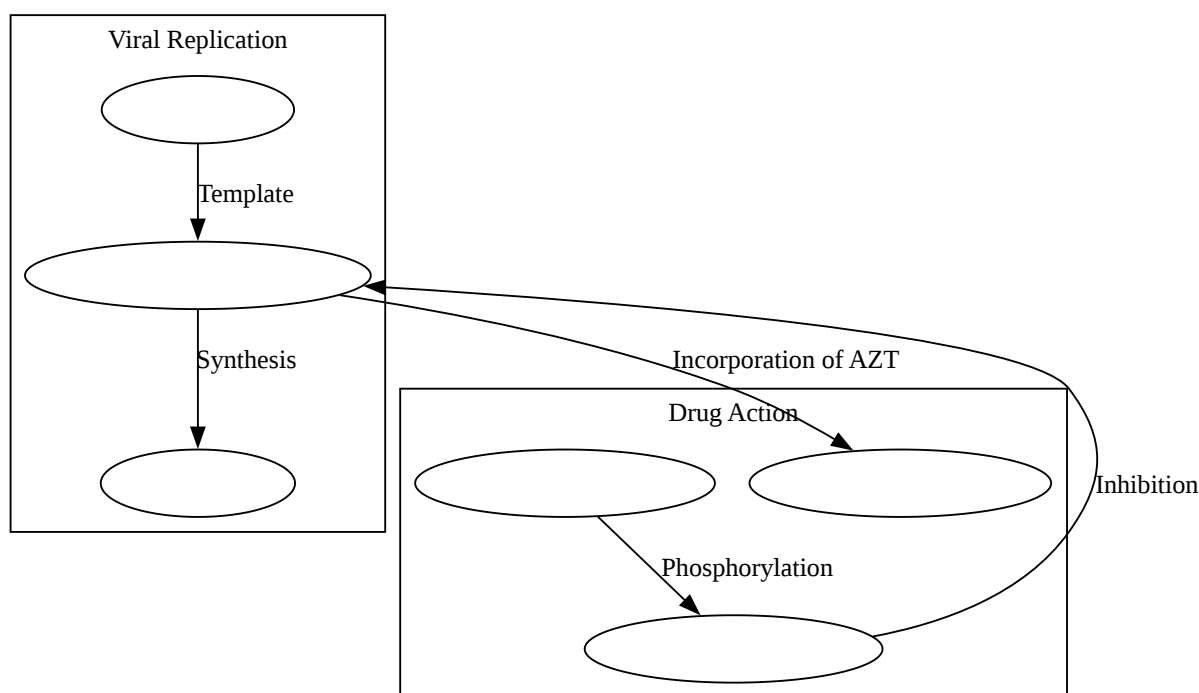 Viral Replication
Template
Synthesis
Incorporation of AZT
Drug Action
Inhibition
Phosphorylation